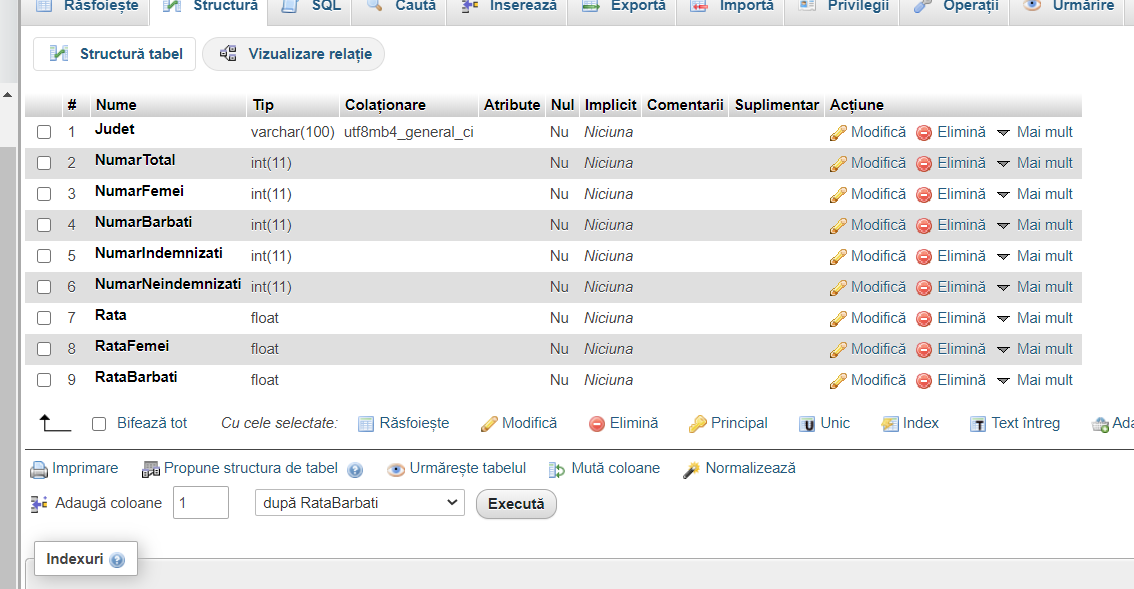 Răsfoiește Structură SQL Caută Inserează Exportă Importă Privilegii Operații Urmărire
Structură tabel Vizualizare relație
# Nume Tip Colaționare Atribute Nul Implicit Comentarii Suplimentar Acțiune
1 Judet varchar(100) utf8mb4_general_ci Nu Niciuna Modifică Elimină Mai mult
2 NumarTotal int(11) Nu Niciuna Modifică Elimină Mai mult
3 NumarFemei int(11) Nu Niciuna Modifică Elimină Mai mult
4 NumarBarbati int(11) Nu Niciuna Modifică Elimină Mai mult
5 NumarIndemnizati int(11) Nu Niciuna Modifică Elimină Mai mult
6 NumarNeindemnizati int(11) Nu Niciuna Modifică Elimină Mai mult
7 Rata float Nu Niciuna Modifică Elimină Mai mult
8 RataFemei float Nu Niciuna Modifică Elimină Mai mult
9 RataBarbati float Nu Niciuna Modifică Elimină Mai mult
Bifează tot Cu cele selectate: Răsfoiește Modifică Elimină Principal Unic Index Text întreg
Imprimare Propune structura de tabel Urmărește tabelul Mută coloane Normalizează
Adaugă coloane 1 după RataBarbati Execută
Indexuri